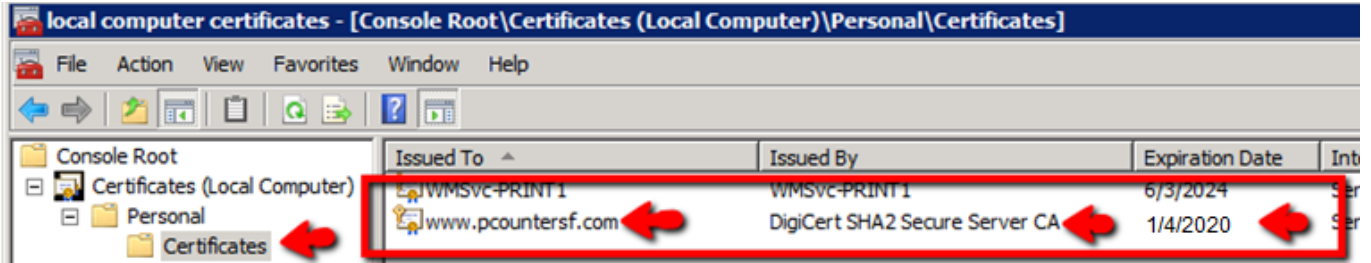 local computer certificates - [Console Root\Certificates (Local Computer)\Personal\Certificates]
File Action View Favorites Window Help
Console Root
Certificates (Local Computer)
Personal
Certificates
Issued To Issued By Expiration Date
WMSvc-PRINT1 WMSvc-PRINT1 6/3/2024
www.pcountersf.com DigiCert SHA2 Secure Server CA 1/4/2020